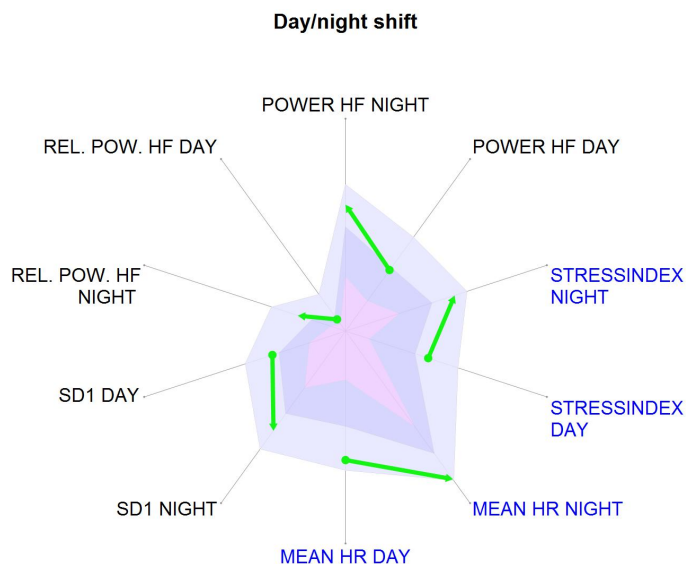 Day/night shift
POWER HF NIGHT
REL. POW. HF DAY
POWER HF DAY
REL. POW. HF
NIGHT
STRESSINDEX
NIGHT
SD1 DAY
STRESSINDEX
DAY
SD1 NIGHT
MEAN HR NIGHT
MEAN HR DAY